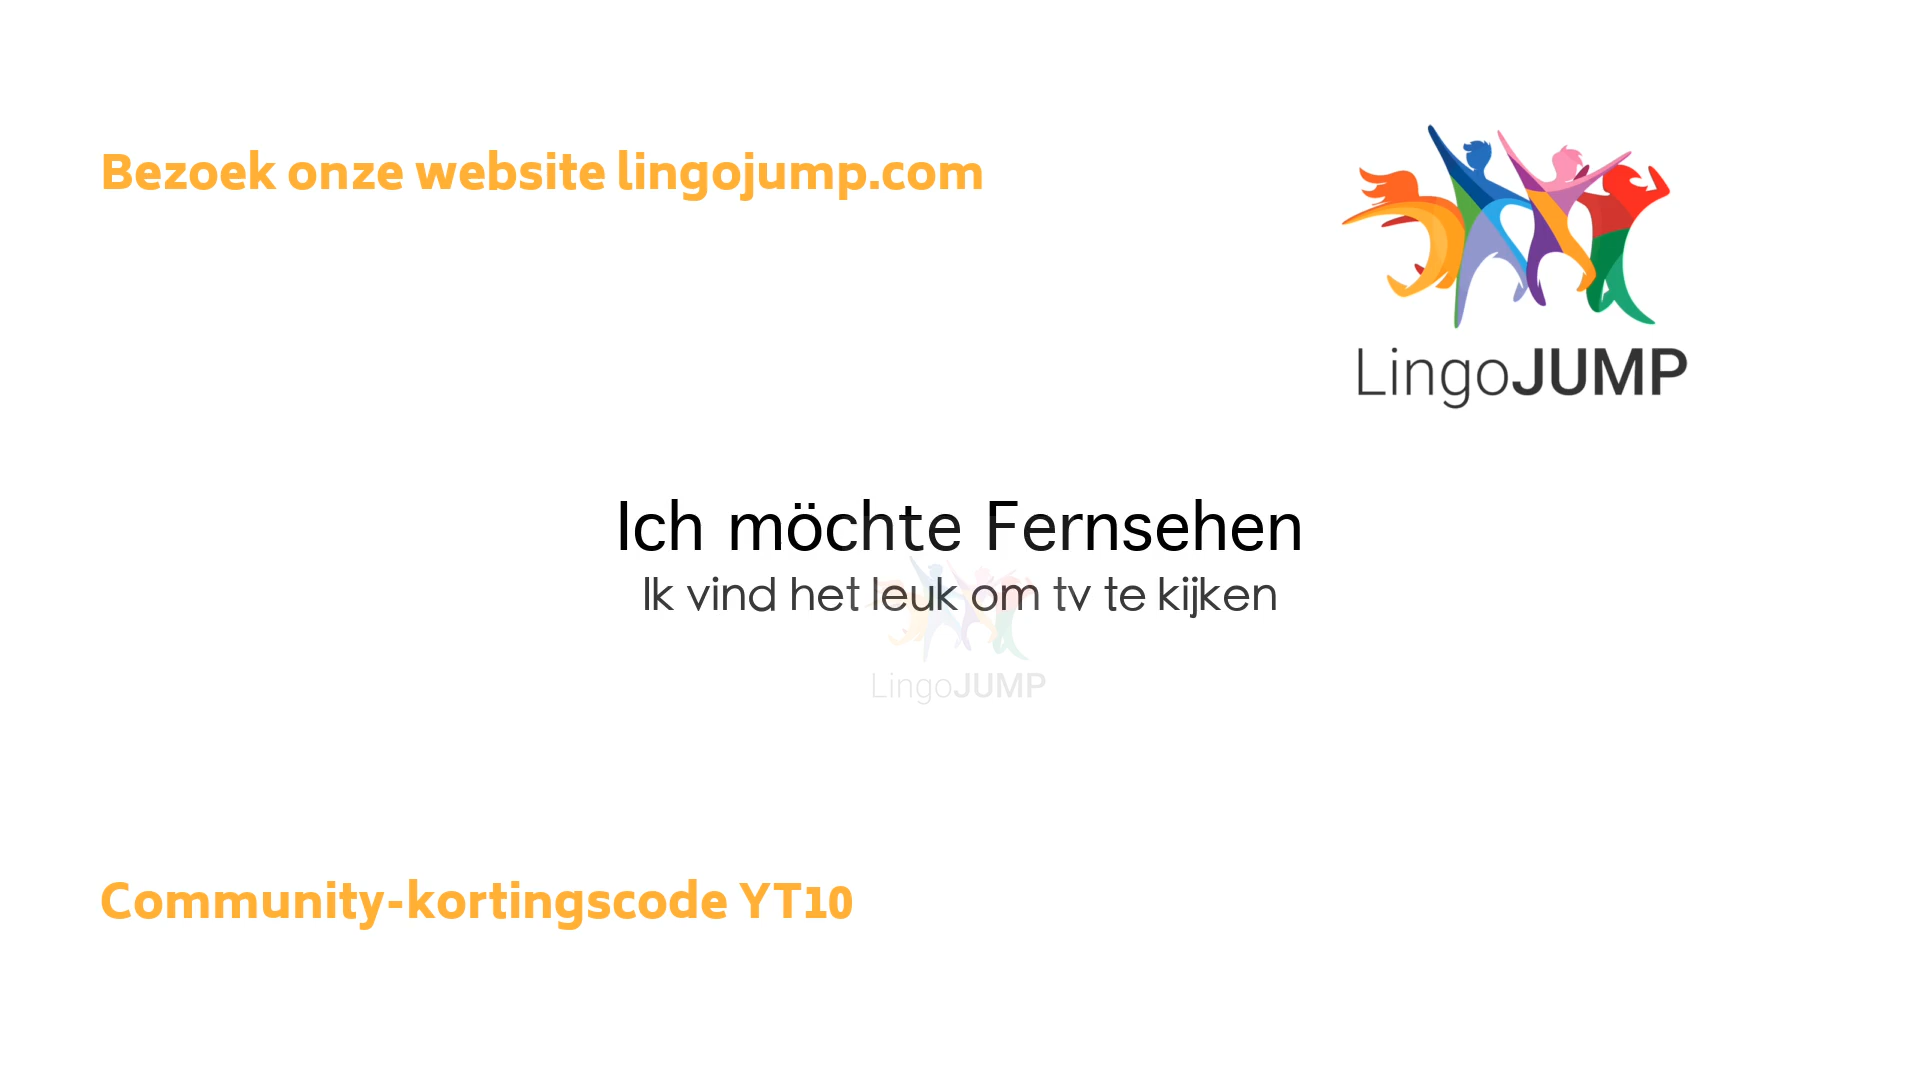 Bezoek onze website lingojump.com
LingoJUMP
Ich möchte Fernsehen
Ik vind het leuk om tv te kijken
LingoJUMP
Community-kortingscode YT10